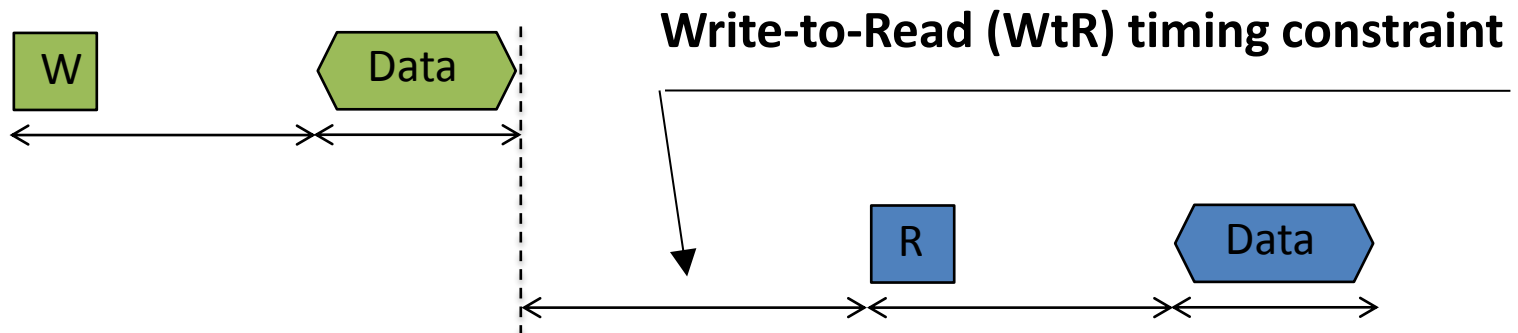 Write-to-Read (WtR) timing constraint
W
Data
R
Data